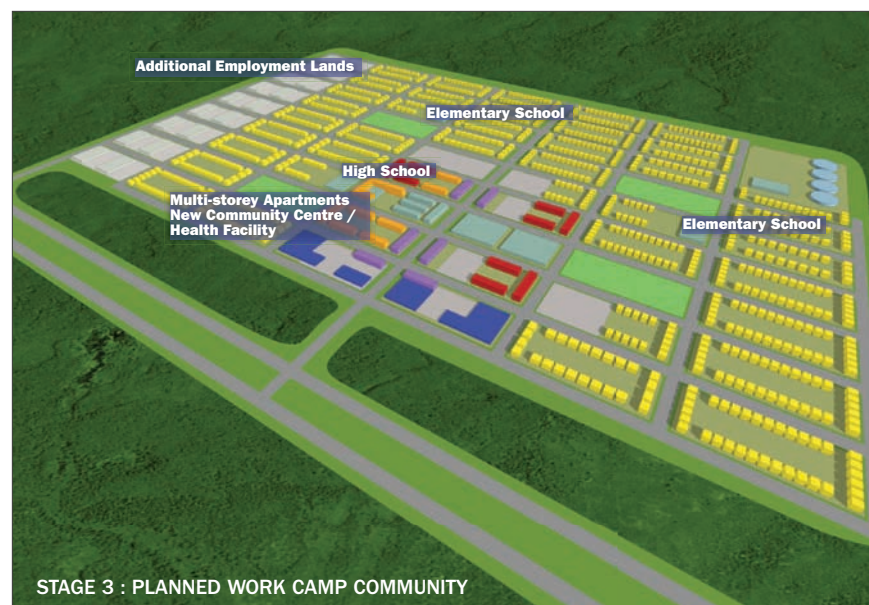 Additional Employment Lands
Elementary School
High School
Multi-storey Apartments
New Community Centre /
Health Facility
Elementary School
STAGE 3 : PLANNED WORK CAMP COMMUNITY